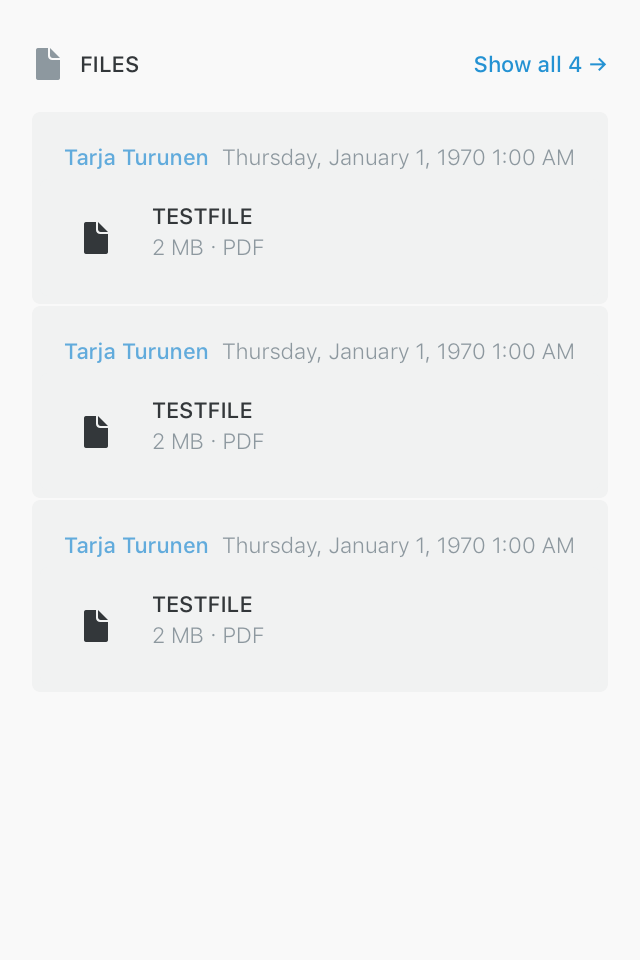 FILES
Show all 4 →
Tarja Turunen Thursday, January 1, 1970 1:00 AM
TESTFILE
2 MB · PDF
Tarja Turunen Thursday, January 1, 1970 1:00 AM
TESTFILE
2 MB · PDF
Tarja Turunen Thursday, January 1, 1970 1:00 AM
TESTFILE
2 MB · PDF